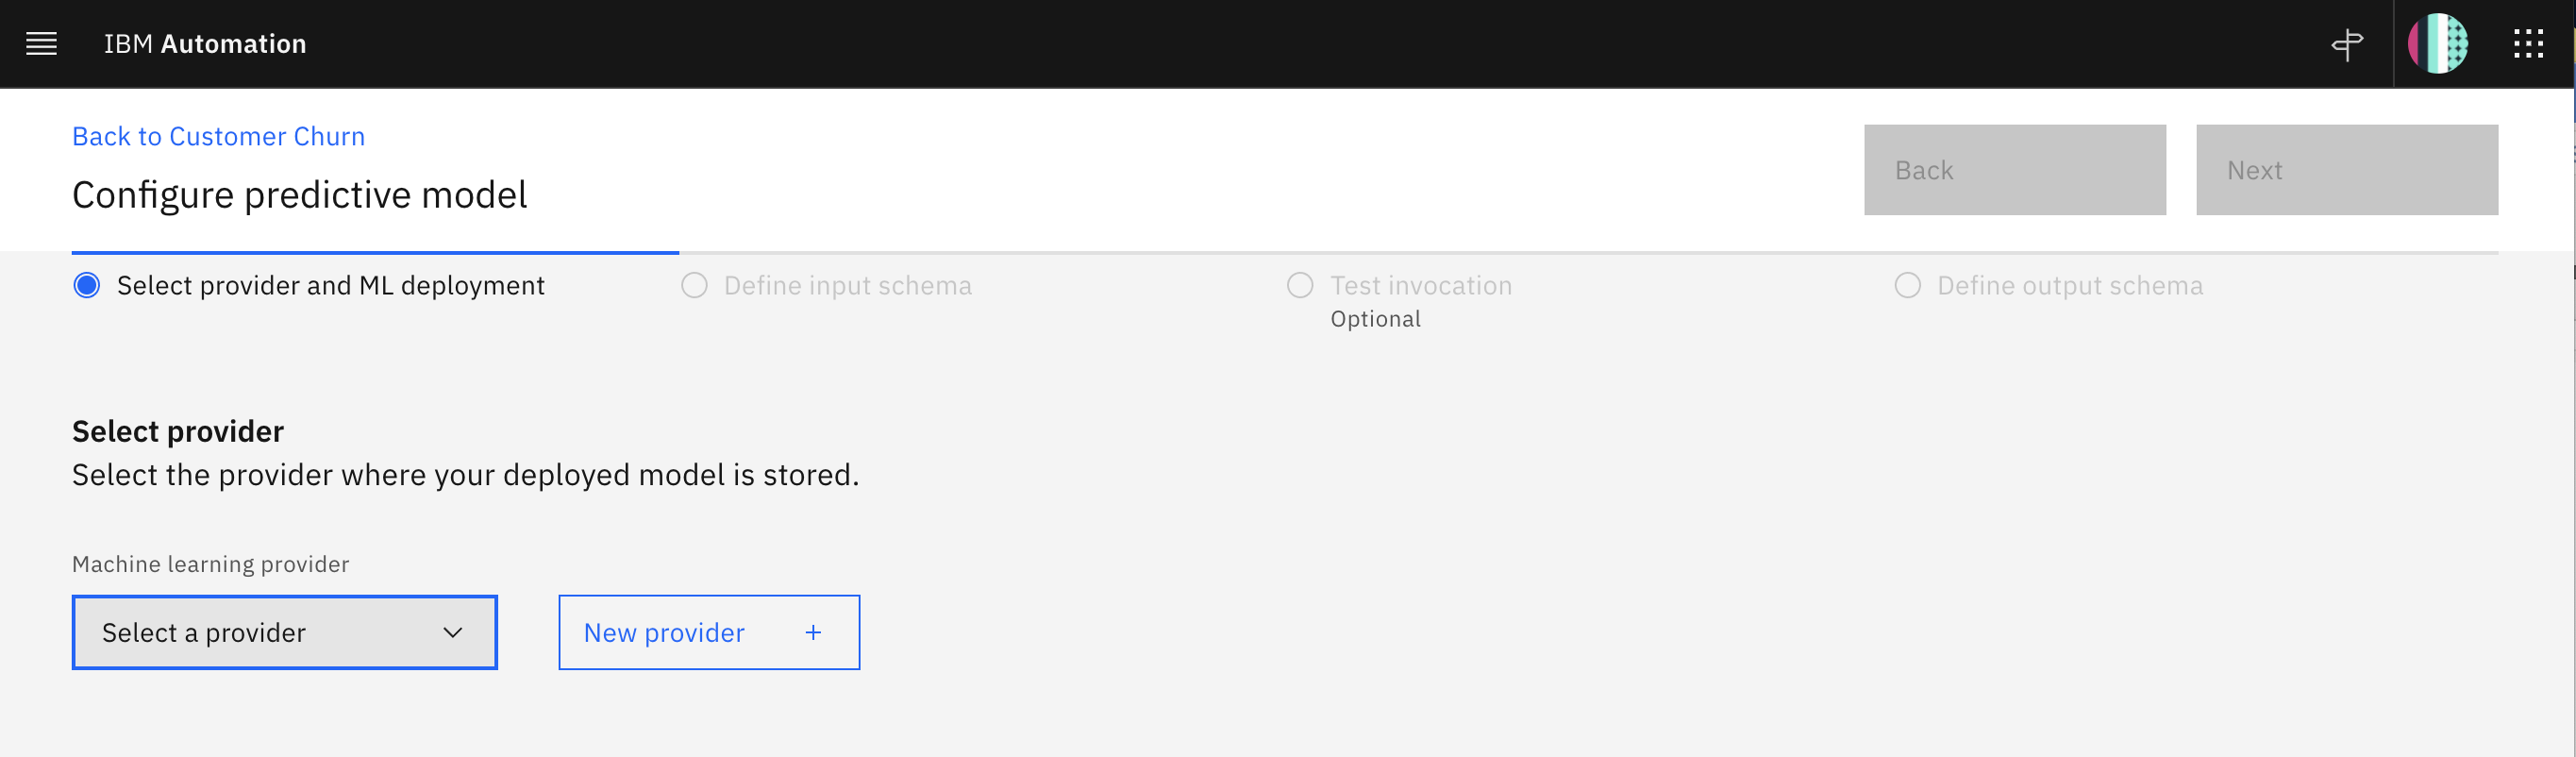 IBM Automation
Back to Customer Churn
Configure predictive model
Back
Next
Select provider and ML deployment
Define input schema
Test invocation
Optional
Define output schema
Select provider
Select the provider where your deployed model is stored.
Machine learning provider
Select a provider
New provider +